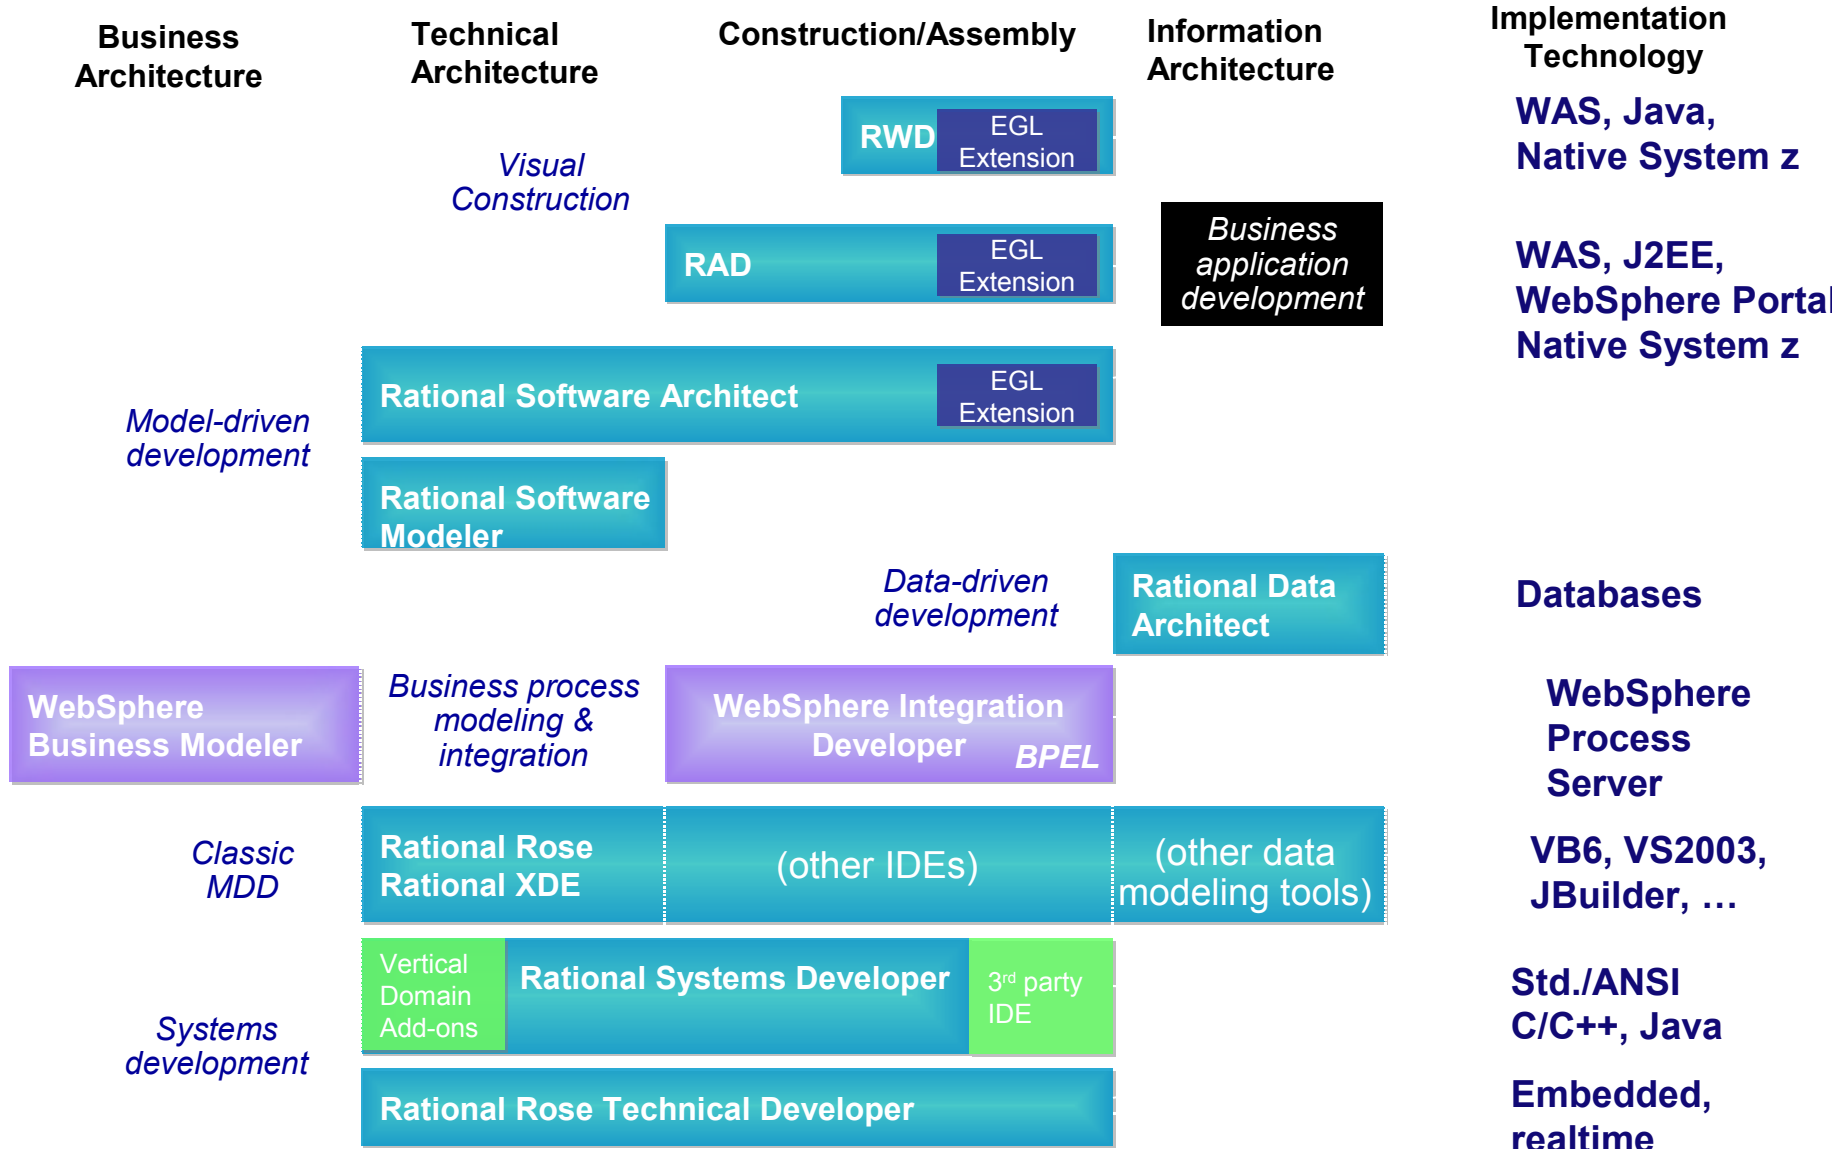 Business
Architecture
Technical
Architecture
Construction/Assembly
Information
Architecture
Implementation
Technology
RWD
EGL
Extension
WAS, Java,
Native System z
Visual
Construction
RAD
EGL
Extension
Business
application
development
WAS, J2EE,
WebSphere Portal
Native System z
Rational Software Architect
EGL
Extension
Model-driven
development
Rational Software
Modeler
Data-driven
development
Rational Data
Architect
Databases
WebSphere
Business Modeler
Business process
modeling &
integration
WebSphere Integration
Developer
BPEL
WebSphere
Process
Server
Classic
MDD
Rational Rose
Rational XDE
(other IDEs)
(other data
modeling tools)
VB6, VS2003,
JBuilder, …
Systems
development
Vertical
Domain
Add-ons
Rational Systems Developer
3rd party
IDE
Std./ANSI
C/C++, Java
Rational Rose Technical Developer
Embedded,
realtime